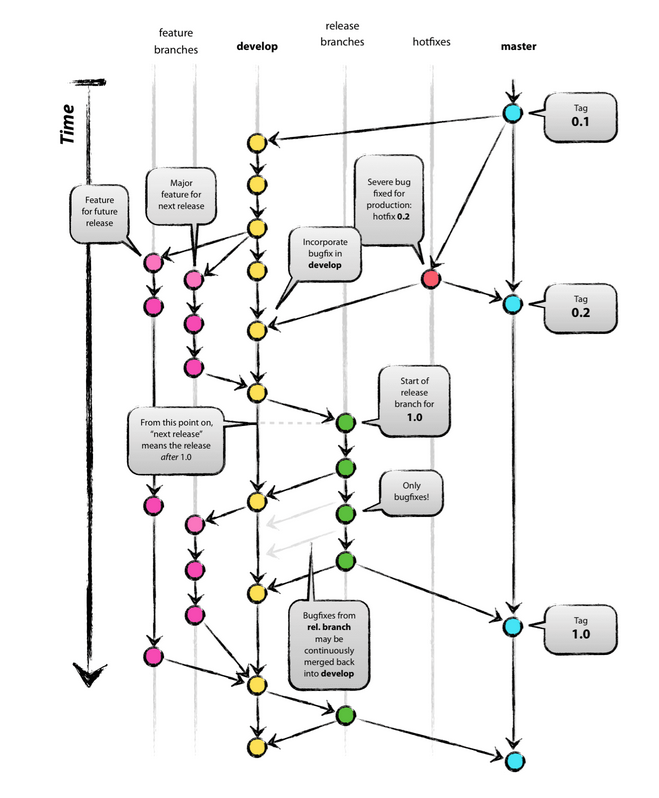 feature
branches
develop
release
branches
hotfixes
master
Time
Tag
0.1
Feature
for future
release
Major
feature for
next release
Severe bug
fixed for
production:
hotfix 0.2
Incorporate
bugfix in
develop
Tag
0.2
Start of
release
branch for
1.0
From this point on,
“next release”
means the release
after 1.0
Only
bugfixes!
Bugfixes from
rel. branch
may be
continuously
merged back
into develop
Tag
1.0